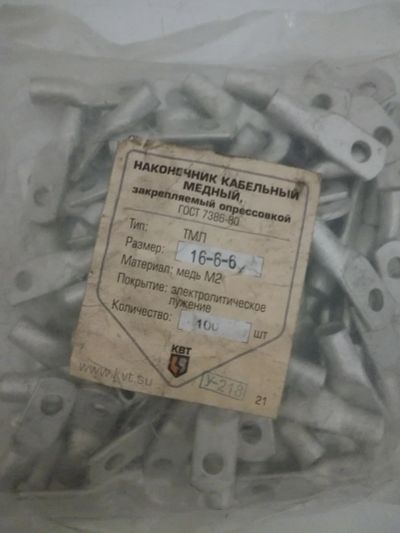 НАКОНЕЧНИК КАБЕЛЬНЫЙ
МЕДНЫЙ,
закрепляемый опрессовкой
ГОСТ 7386-80
Тип: ТМЛ
Размер: 16-6-6
Материал: медь М2
Покрытие: электролитическое
лужение
Количество: 100 шт
КВТ
www.kvt.su
У-218
21